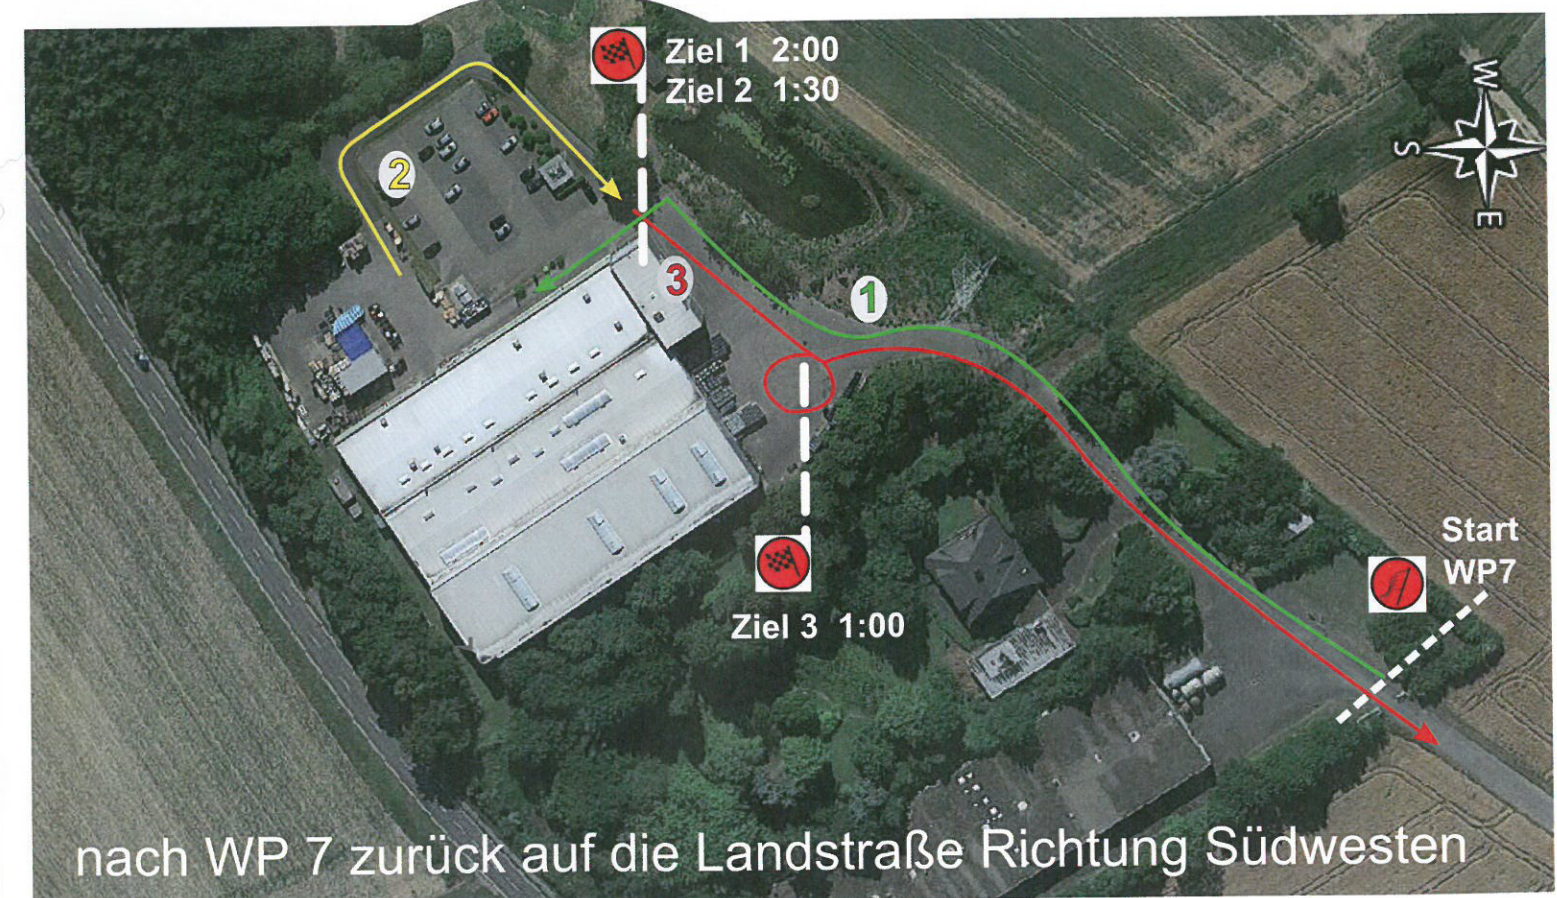 Ziel 1 2:00
Ziel 2 1:30
W
S
E
2
3
1
Start
WP7
Ziel 3 1:00
nach WP 7 zurück auf die Landstraße Richtung Südwesten